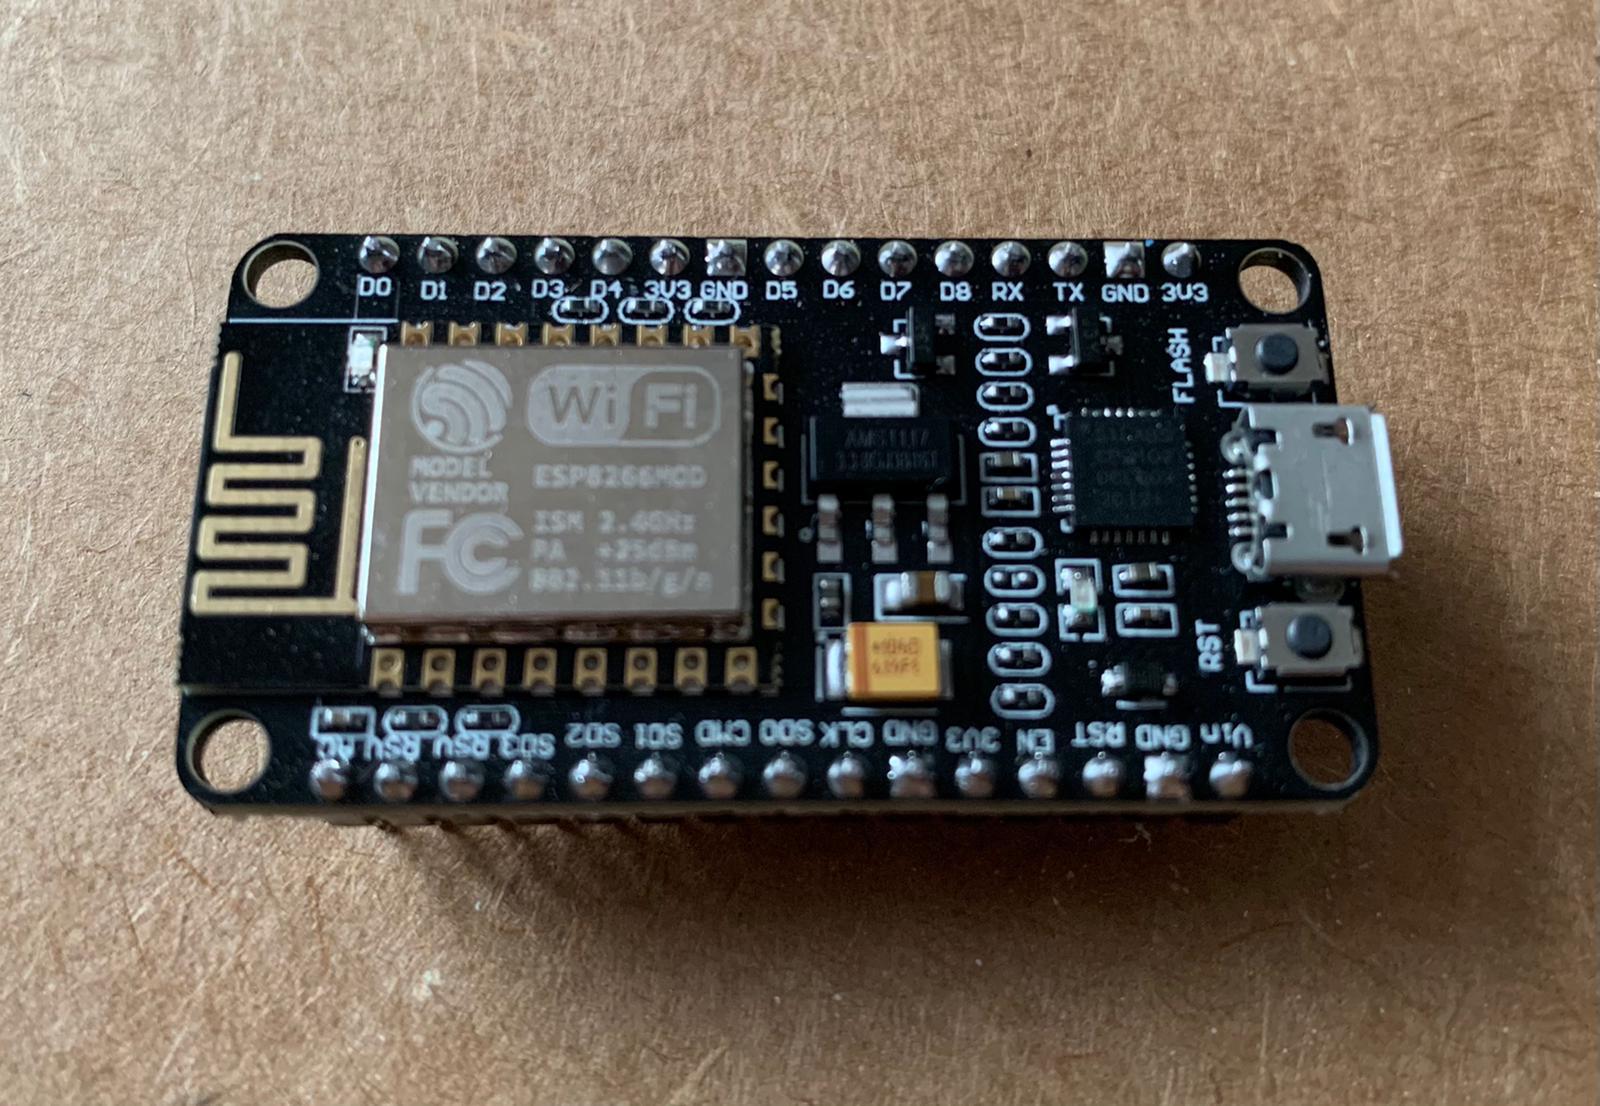 D0 D1 D2 D3 D4 3V3 GND D5 D6 D7 D8 RX TX GND 3V3
FLASH
WiFi
MODEL
VENDOR
ESP8266MOD
FC
ISM 2.4GHz
PA +25dBm
802.11b/g/n
AMS1117
RST
A0 RSV RSV SD3 SD2 SD1 CMD SD0 CLK GND 3V3 EN RST GND Vin